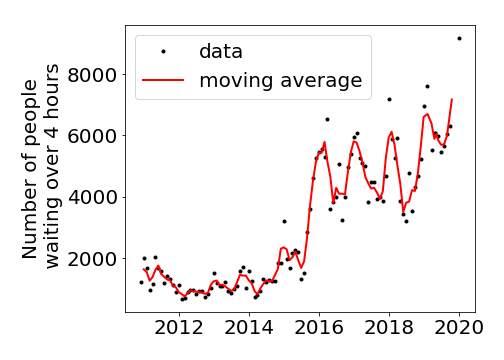 data
moving average
Number of people
waiting over 4 hours
8000
6000
4000
2000
2012 2014 2016 2018 2020